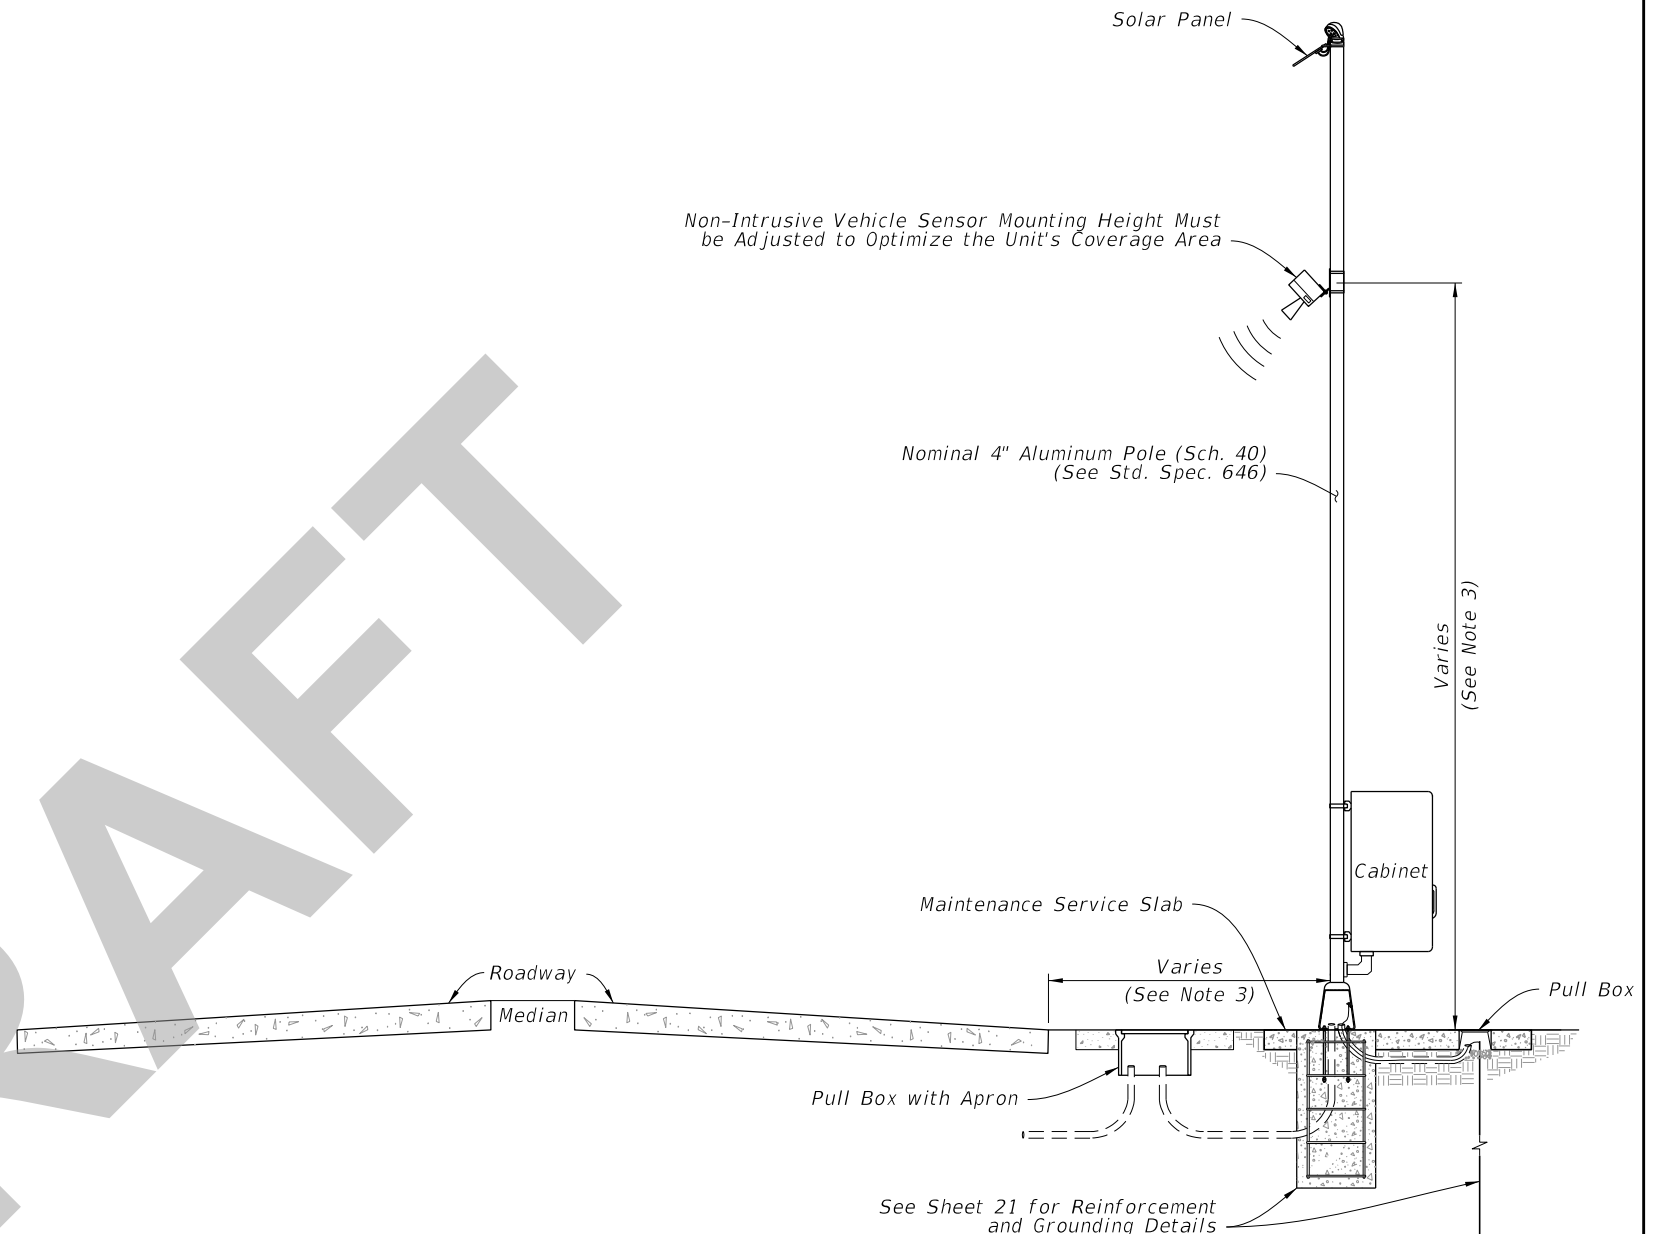 Solar Panel
Non-Intrusive Vehicle Sensor Mounting Height Must
be Adjusted to Optimize the Unit's Coverage Area
Nominal 4" Aluminum Pole (Sch. 40)
(See Std. Spec. 646)
Varies
(See Note 3)
Cabinet
Maintenance Service Slab
Varies
(See Note 3)
Roadway
Median
Pull Box
Pull Box with Apron
See Sheet 21 for Reinforcement
and Grounding Details
RAFT